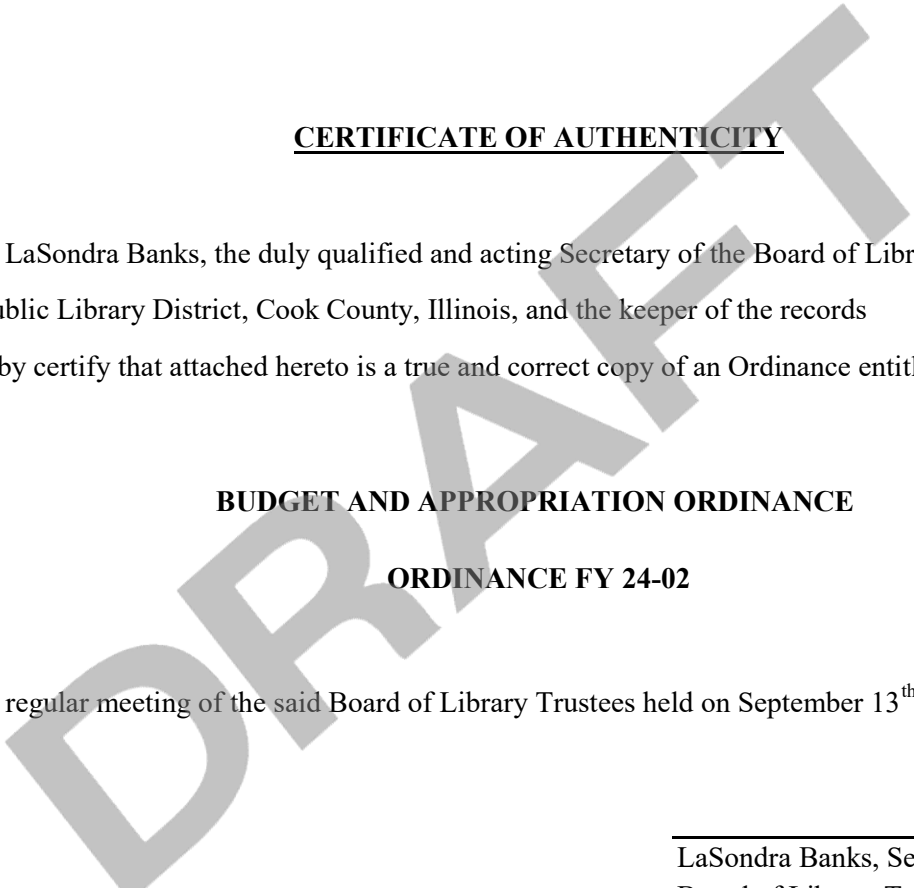 CERTIFICATE OF AUTHENTICITY
LaSondra Banks, the duly qualified and acting Secretary of the Board of Libr
ublic Library District, Cook County, Illinois, and the keeper of the records
by certify that attached hereto is a true and correct copy of an Ordinance entitl
BUDGET AND APPROPRIATION ORDINANCE
ORDINANCE FY 24-02
regular meeting of the said Board of Library Trustees held on September 13th
LaSondra Banks, Se
Board of Library T
DRAFT